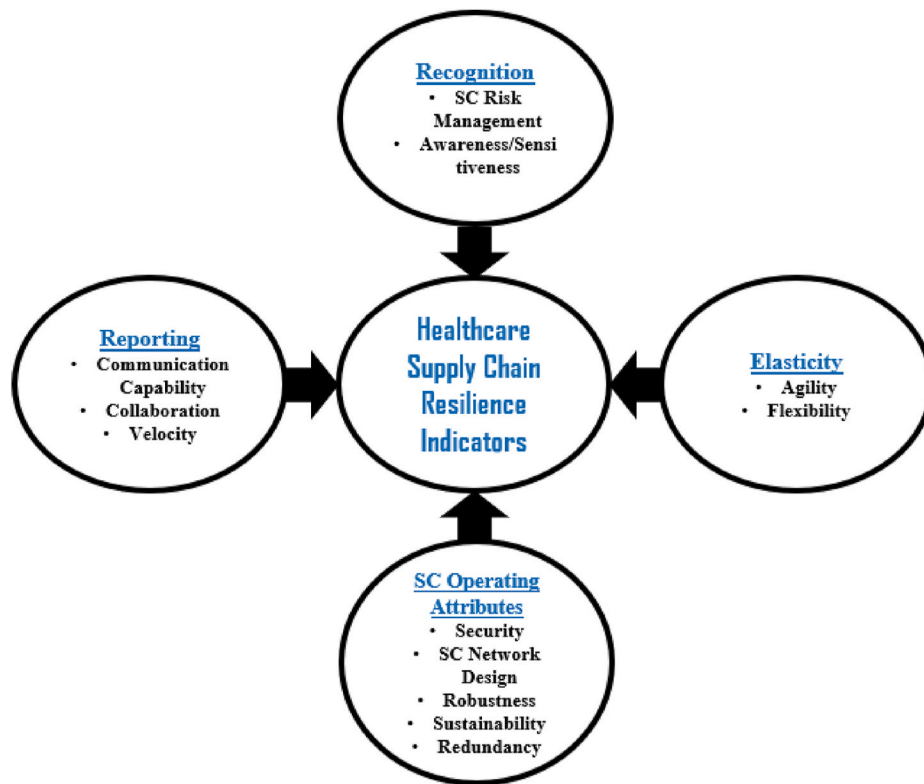 Recognition
• SC Risk
Management
• Awareness/Sensi
tiveness
Reporting
• Communication
Capability
• Collaboration
• Velocity
Healthcare
Supply Chain
Resilience
Indicators
Elasticity
• Agility
• Flexibility
SC Operating
Attributes
• Security
• SC Network
Design
• Robustness
• Sustainability
• Redundancy